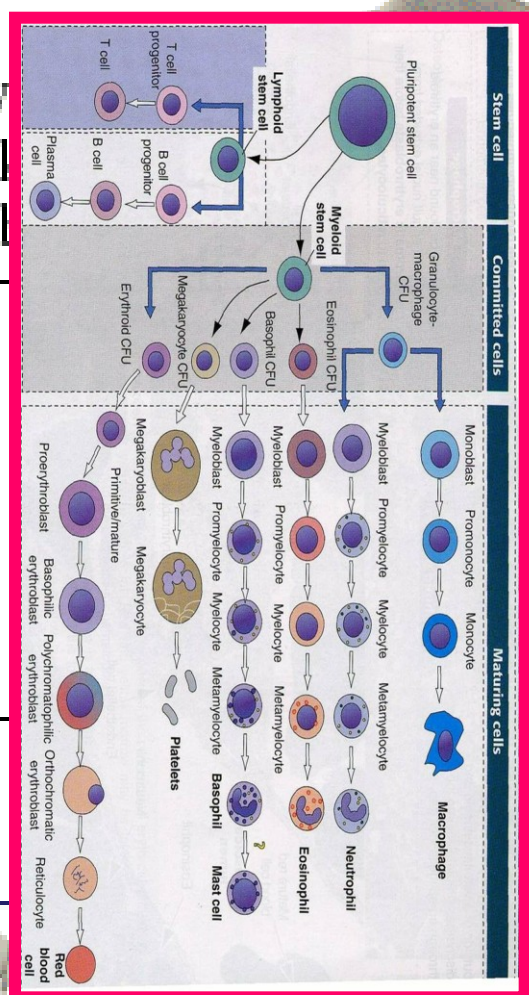 Stem cell
Committed cells
Maturing cells
Pluripotent stem cell
Lymphoid
stem cell
T cell
progenitor
T cell
B cell
progenitor
B cell
Plasma
cell
Myeloid
stem cell
Granulocyte-
macrophage
CFU
Eosinophil CFU
Basophil CFU
Megakaryocyte CFU
Erythroid CFU
Monoblast
Promonocyte
Monocyte
Macrophage
Myeloblast
Promyelocyte
Myelocyte
Metamyelocyte
Neutrophil
Myeloblast
Promyelocyte
Myelocyte
Metamyelocyte
Eosinophil
Myeloblast
Promyelocyte
Myelocyte
Metamyelocyte
Basophil
?
Mast cell
Megakaryoblast
Megakaryocyte
Platelets
Primitive/mature
Proerythroblast
Basophilic
erythroblast
Polychromatophilic
erythroblast
Orthochromatic
erythroblast
Reticulocyte
Red
blood
cell